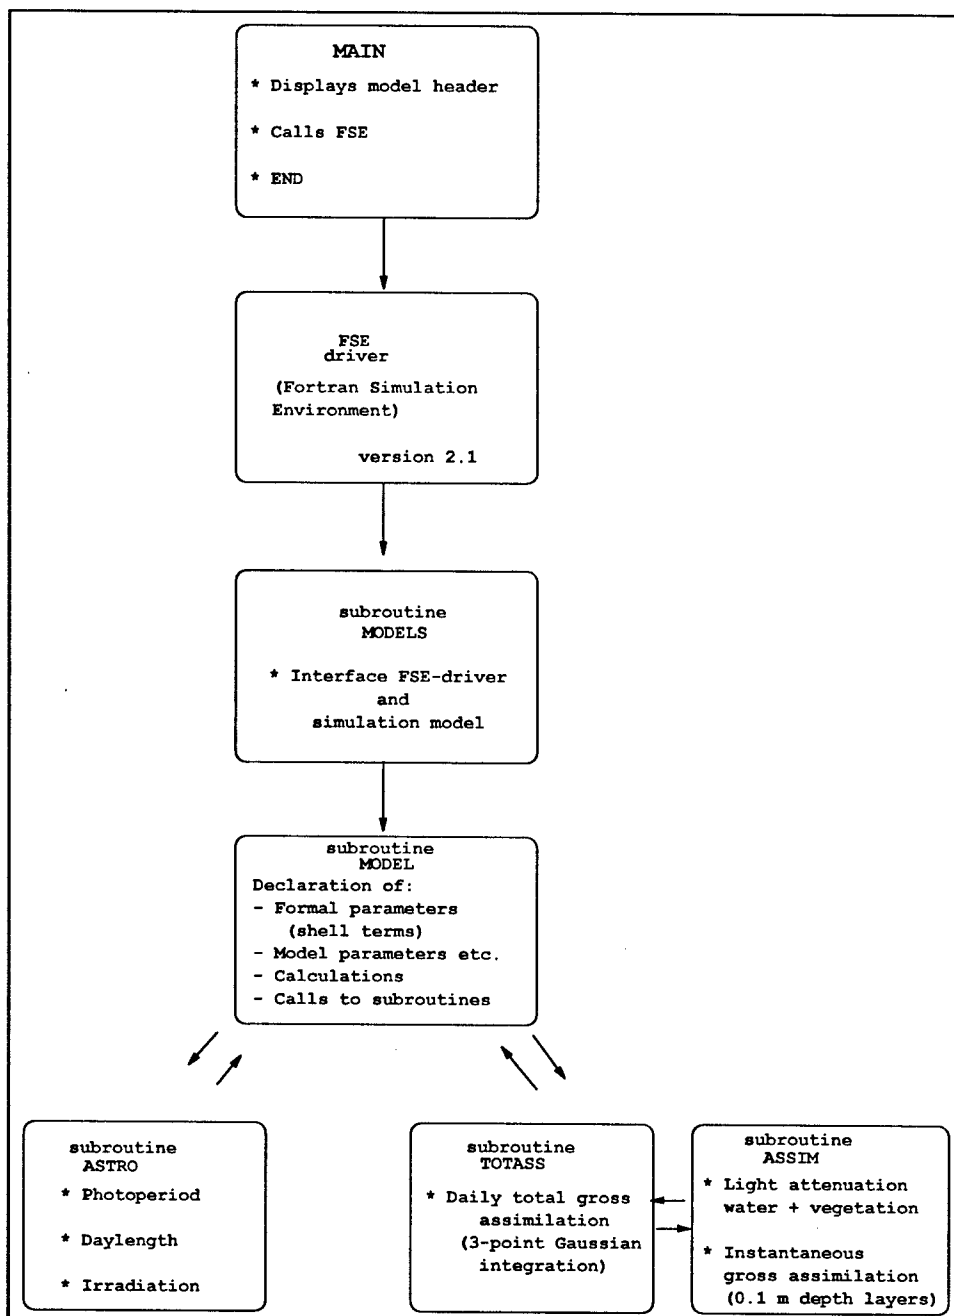 MAIN
* Displays model header
* Calls FSE
* END
FSE
driver
(Fortran Simulation
Environment)
version 2.1
subroutine
MODELS
* Interface FSE-driver
and
simulation model
subroutine
MODEL
Declaration of:
- Formal parameters
(shell terms)
- Model parameters etc.
- Calculations
- Calls to subroutines
subroutine
ASTRO
* Photoperiod
* Daylength
* Irradiation
subroutine
TOTASS
* Daily total gross
assimilation
(3-point Gaussian
integration)
subroutine
ASSIM
* Light attenuation
water + vegetation
* Instantaneous
gross assimilation
(0.1 m depth layers)